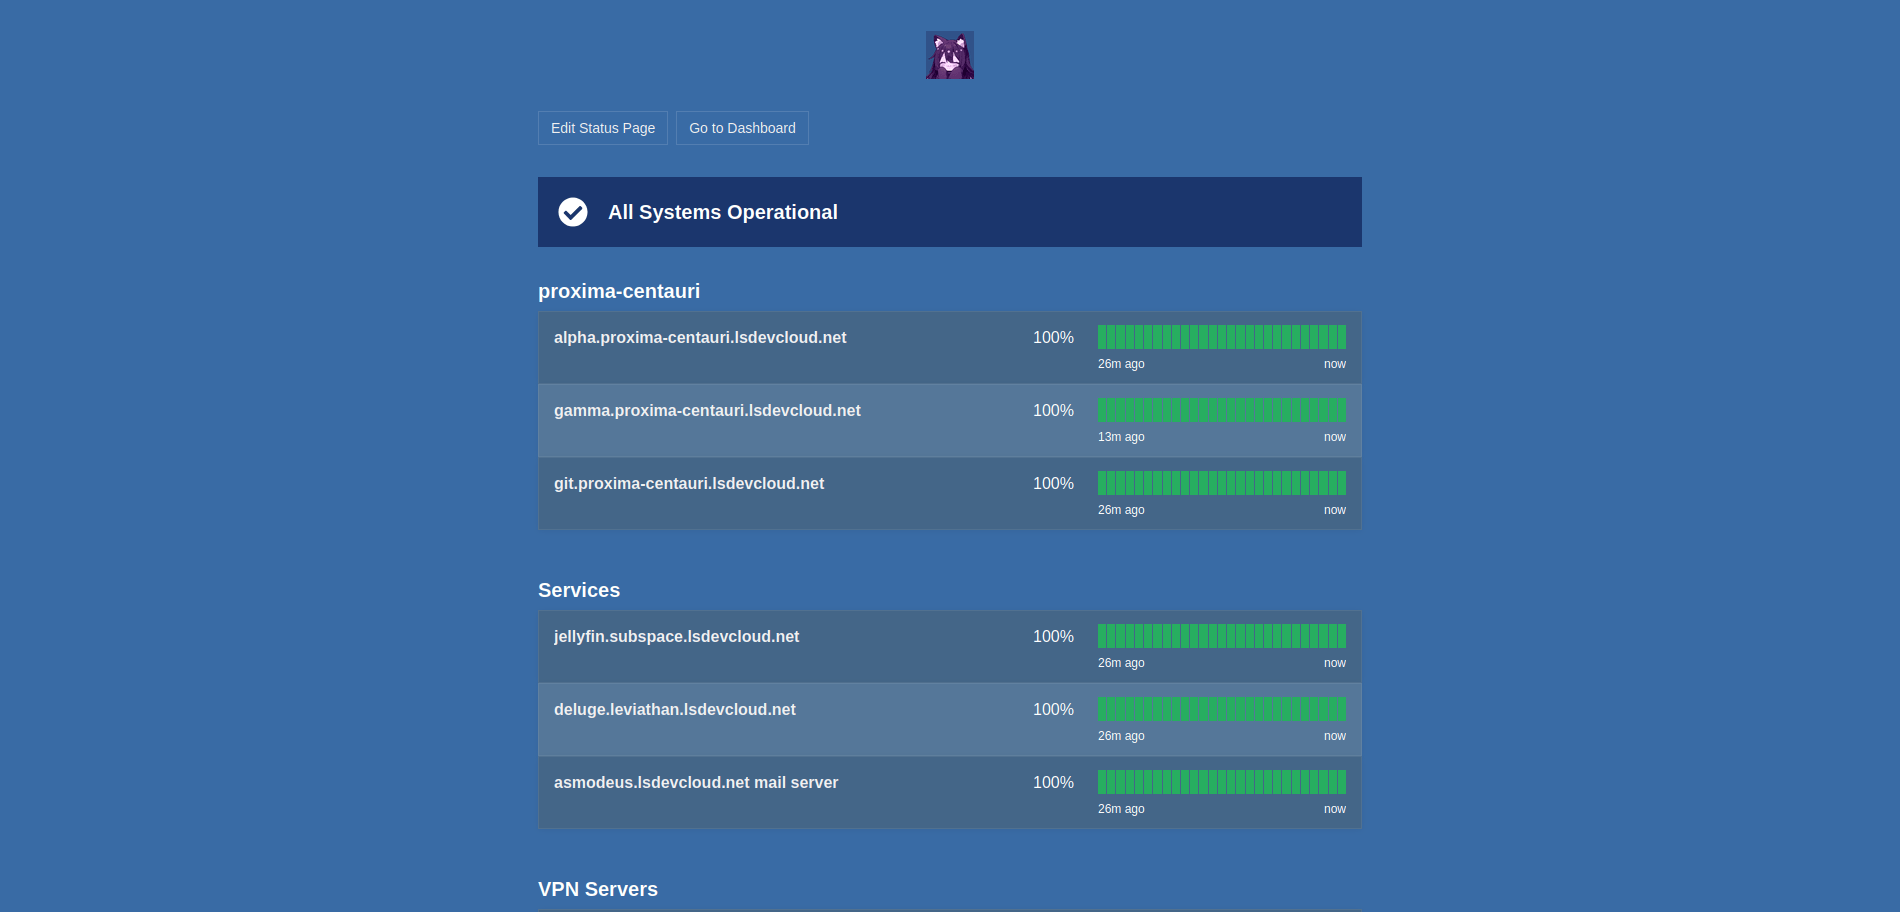 Edit Status Page Go to Dashboard
All Systems Operational
proxima-centauri
alpha.proxima-centauri.lsdevcloud.net 100%
26m ago now
gamma.proxima-centauri.lsdevcloud.net 100%
13m ago now
git.proxima-centauri.lsdevcloud.net 100%
26m ago now
Services
jellyfin.subspace.lsdevcloud.net 100%
26m ago now
deluge.leviathan.lsdevcloud.net 100%
26m ago now
asmodeus.lsdevcloud.net mail server 100%
26m ago now
VPN Servers